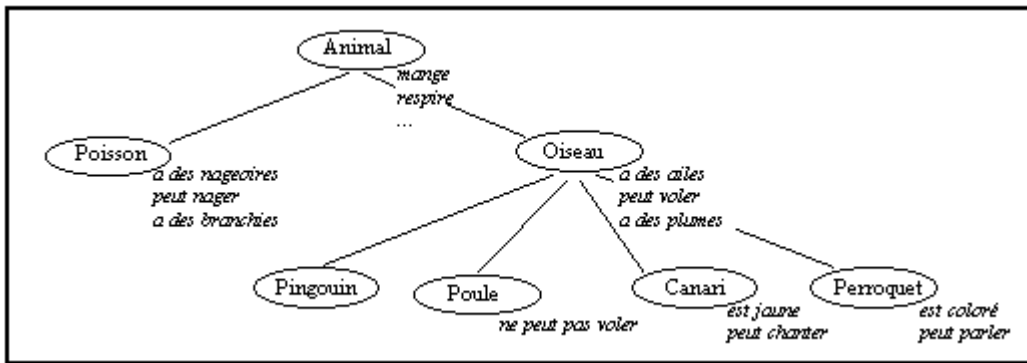 Animal
mange
respire
...
Poisson
a des nageoires
peut nager
a des branchies
Oiseau
a des ailes
peut voler
a des plumes
Pingouin
Poule
ne peut pas voler
Canari
est jaune
peut chanter
Perroquet
est coloré
peut parler